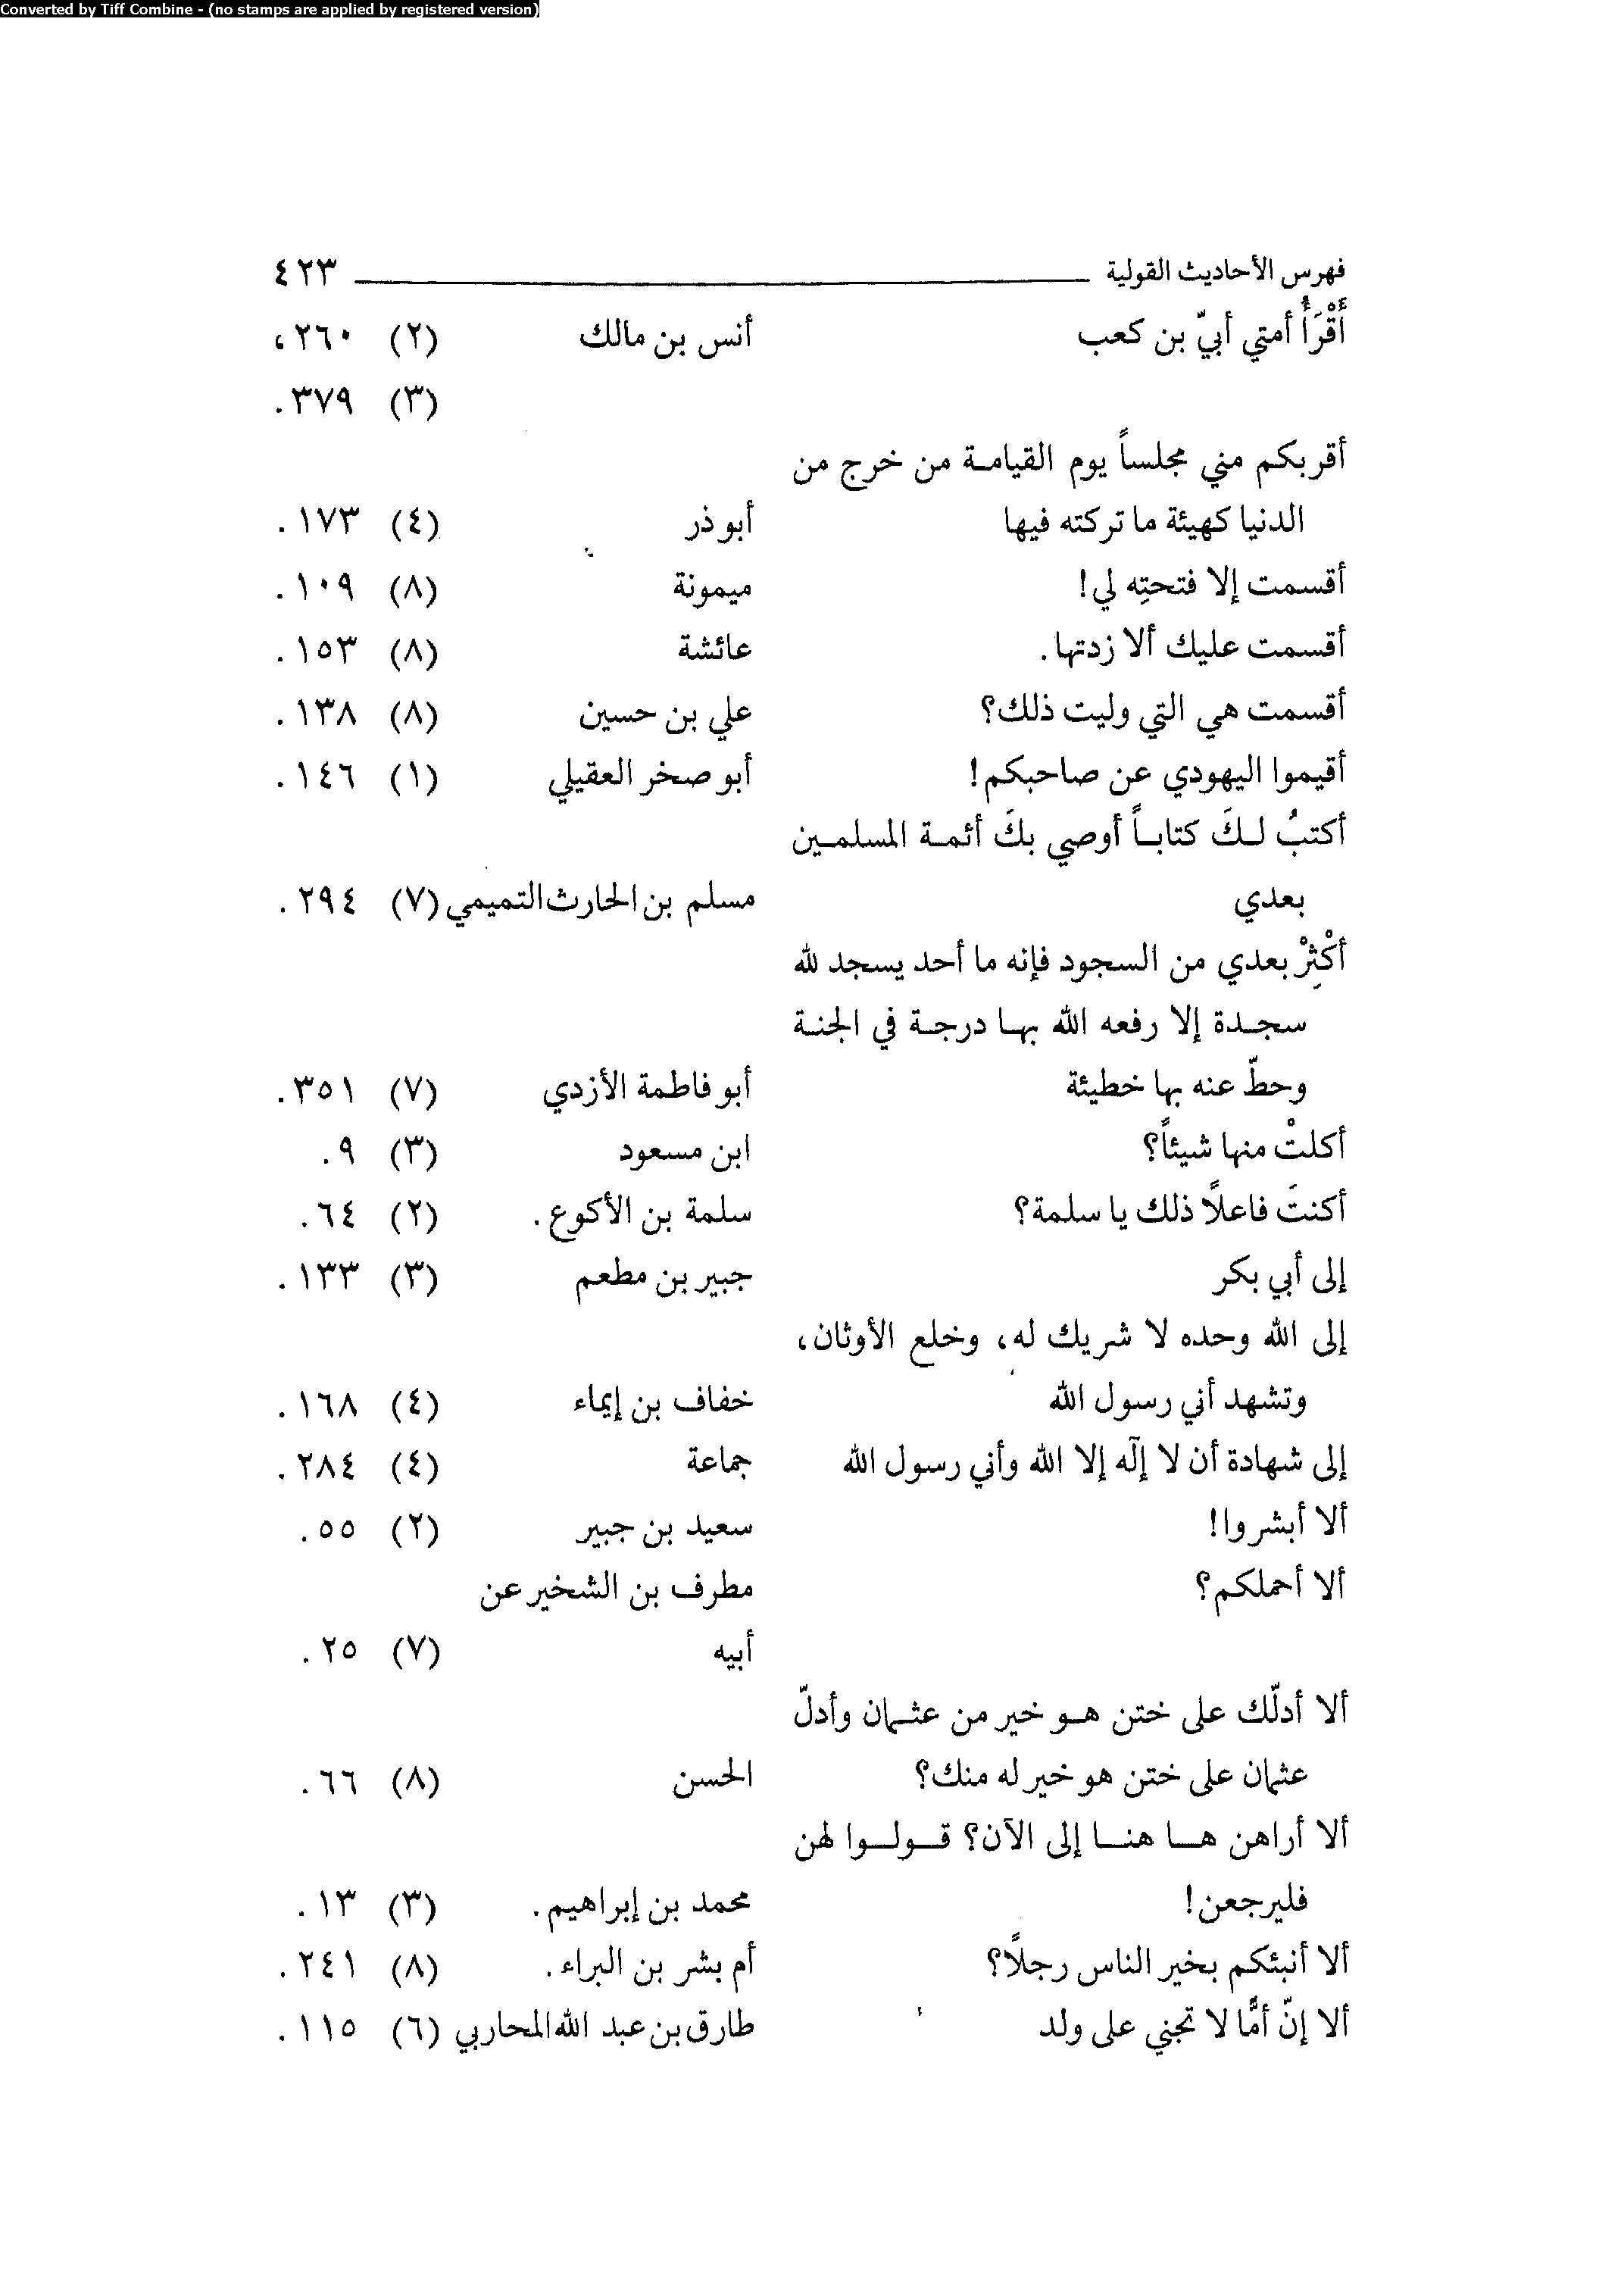 Converted by Tiff Combine - (no stamps are applied by registered version)
فهرس الأحاديث القولية ٤٢٣
أَقْرَأُ أمتي أبيّ بن كعب أنس بن مالك (٢) ٢٦٠،
(٣) ٣٧٩.
أقربكم مني مجلساً يوم القيامة من خرج من
الدنيا كهيئة ما تركته فيها أبو ذر (٤) ١٧٣.
أقسمت إلا فتحتِه لي! ميمونة (٨) ١٠٩.
أقسمت عليك ألا زدتها. عائشة (٨) ١٥٣.
أقسمت هي التي وليت ذلك؟ علي بن حسين (٨) ١٣٨.
أقيموا اليهودي عن صاحبكم! أبو صخر العقيلي (١) ١٤٦.
أكتبُ لكَ كتاباً أوصي بكَ أئمة المسلمين
بعدي مسلم بن الحارث التميمي (٧) ٢٩٤.
أكْثِرْ بعدي من السجود فإنه ما أحد يسجد لله
سجدة إلا رفعه الله بها درجة في الجنة
وحطّ عنه بها خطيئة أبو فاطمة الأزدي (٧) ٣٥١.
أكلتْ منها شيئاً؟ ابن مسعود (٣) ٩.
أكنتَ فاعلاً ذلك يا سلمة؟ سلمة بن الأكوع. (٢) ٦٤.
إلى أبي بكر جبير بن مطعم (٣) ١٣٣.
إلى الله وحده لا شريك له، وخلع الأوثان،
وتشهد أني رسول الله خفاف بن إيماء (٤) ١٦٨.
إلى شهادة أن لا إلٓه إلا الله وأني رسول الله جماعة (٤) ٢٨٤.
ألا أبشروا! سعيد بن جبير (٢) ٥٥.
ألا أحملكم؟ مطرف بن الشخير عن
أبيه (٧) ٢٥.
ألا أدلّك على ختن هو خير من عثمان وأدلّ
عثمان على ختن هو خير له منك؟ الحسن (٨) ٦٦.
ألا أراهن ها هنا إلى الآن؟ قولوا لهن
فليرجعن! محمد بن إبراهيم. (٣) ١٣.
ألا أنبئكم بخير الناس رجلاً؟ أم بشر بن البراء. (٨) ٢٤١.
ألا إنّ أمًّا لا تجني على ولد طارق بن عبد الله المحاربي (٦) ١١٥.